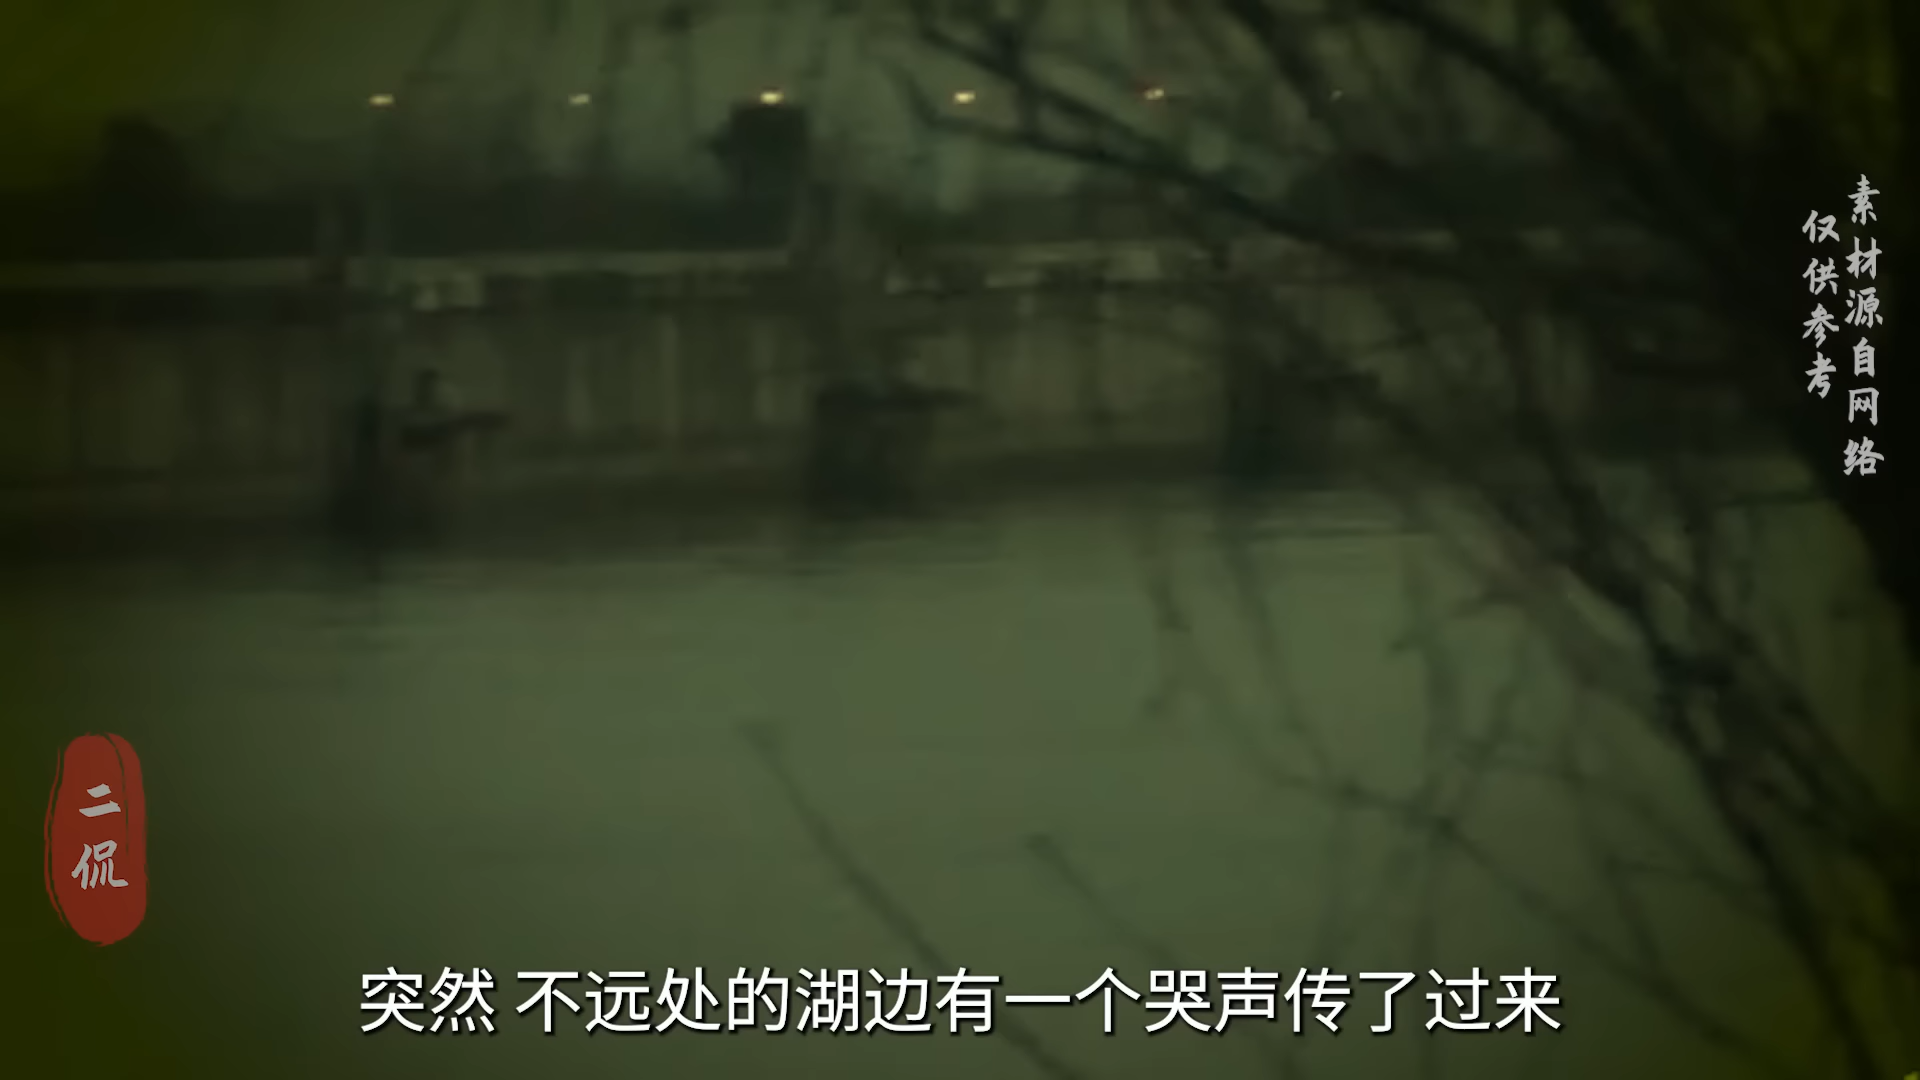 素材源自网络
仅供参考
二侃
突然 不远处的湖边有一个哭声传了过来